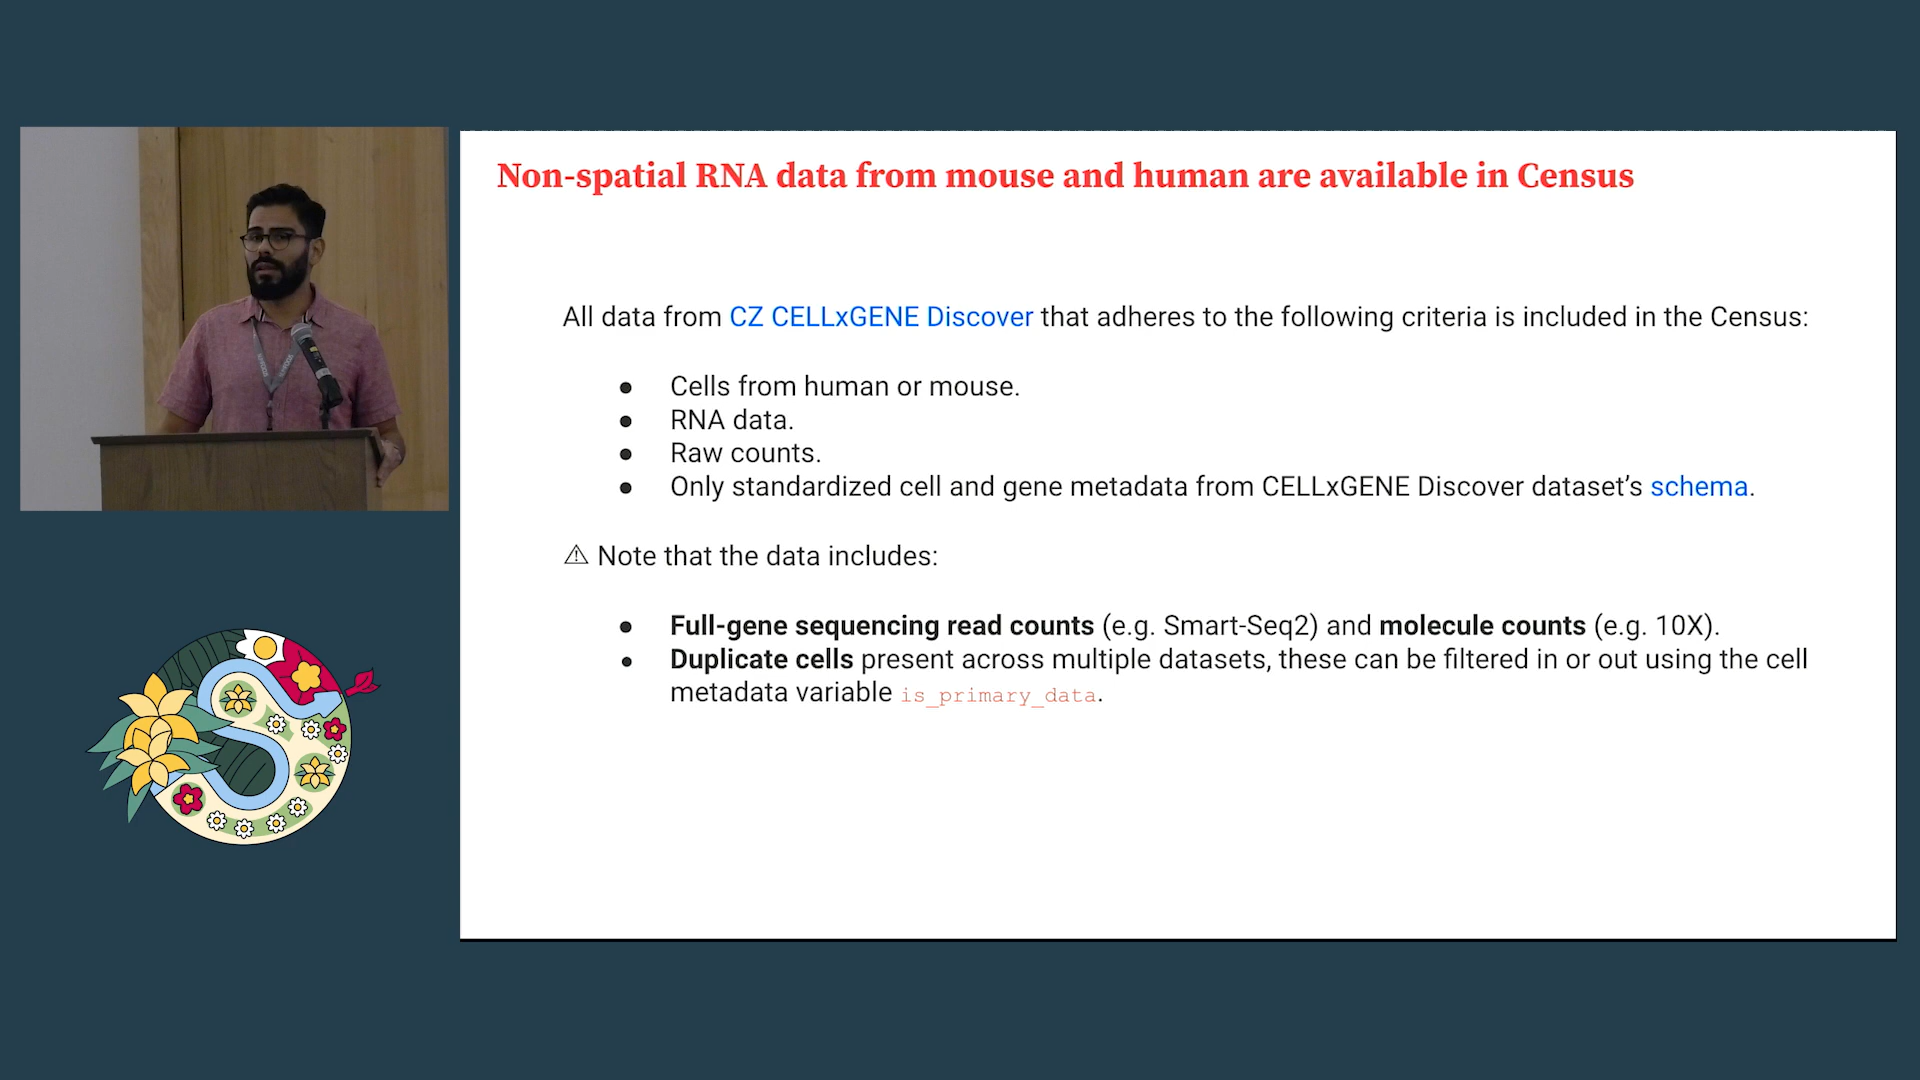 Non-spatial RNA data from mouse and human are available in Census
All data from CZ CELLxGENE Discover that adheres to the following criteria is included in the Census:
● Cells from human or mouse.
● RNA data.
● Raw counts.
● Only standardized cell and gene metadata from CELLxGENE Discover dataset’s schema.
⚠ Note that the data includes:
● Full-gene sequencing read counts (e.g. Smart-Seq2) and molecule counts (e.g. 10X).
● Duplicate cells present across multiple datasets, these can be filtered in or out using the cell
metadata variable is_primary_data.